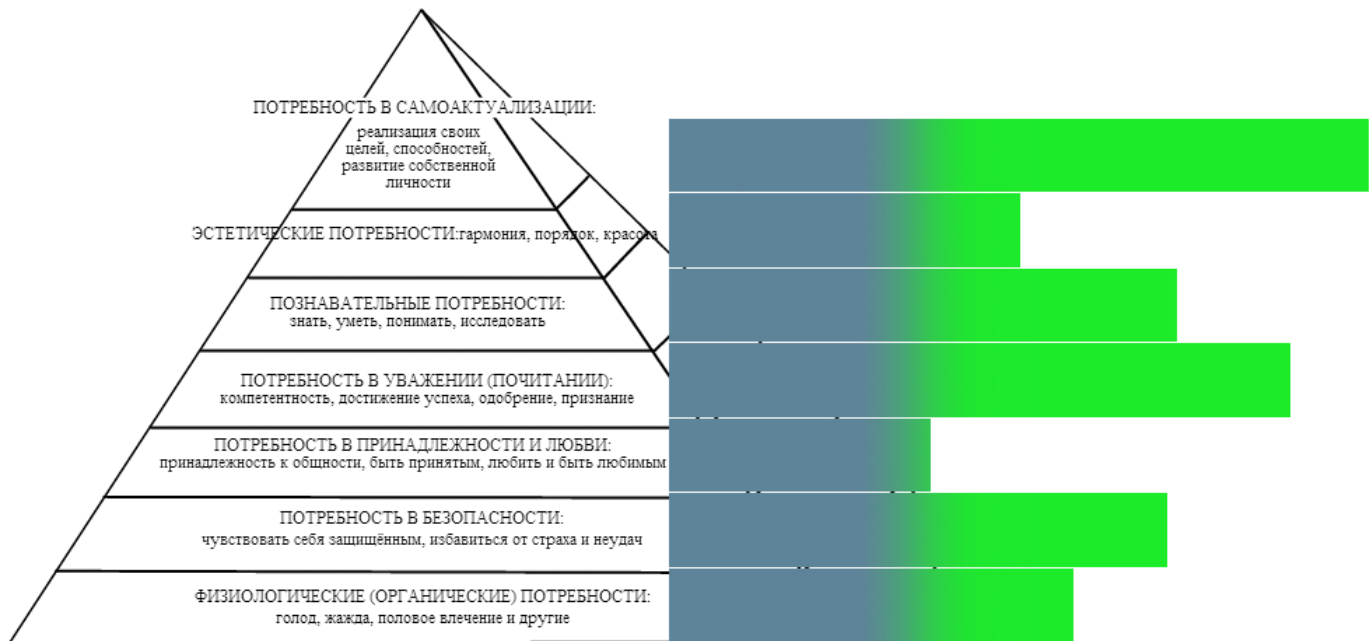 ПОТРЕБНОСТЬ В САМОАКТУАЛИЗАЦИИ:
реализация своих
целей, способностей,
развитие собственной
личности
ЭСТЕТИЧЕСКИЕ ПОТРЕБНОСТИ:гармония, порядок, красота
ПОЗНАВАТЕЛЬНЫЕ ПОТРЕБНОСТИ:
знать, уметь, понимать, исследовать
ПОТРЕБНОСТЬ В УВАЖЕНИИ (ПОЧИТАНИИ):
компетентность, достижение успеха, одобрение, признание
ПОТРЕБНОСТЬ В ПРИНАДЛЕЖНОСТИ И ЛЮБВИ:
принадлежность к общности, быть принятым, любить и быть любимым
ПОТРЕБНОСТЬ В БЕЗОПАСНОСТИ:
чувствовать себя защищённым, избавиться от страха и неудач
ФИЗИОЛОГИЧЕСКИЕ (ОРГАНИЧЕСКИЕ) ПОТРЕБНОСТИ:
голод, жажда, половое влечение и другие